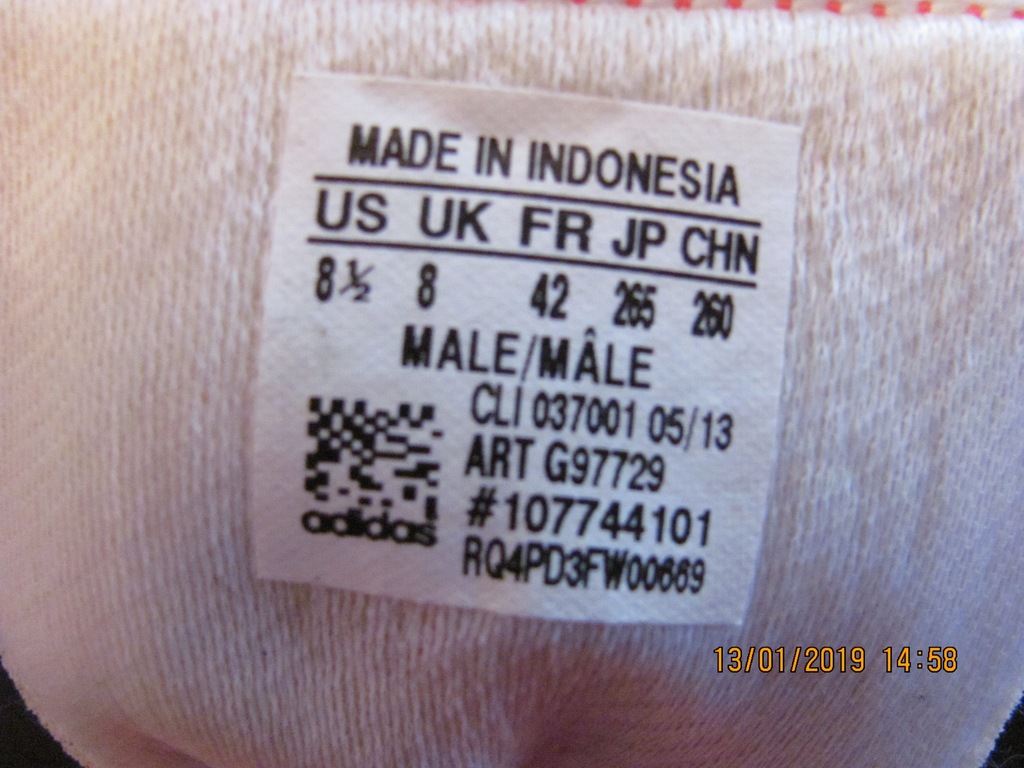 MADE IN INDONESIA
US UK FR JP CHN
8½ 8 42 265 260
MALE/MÂLE
CLI 037001 05/13
ART G97729
#107744101
adidas
RQ4PD3FW00669
13/01/2019 14:58